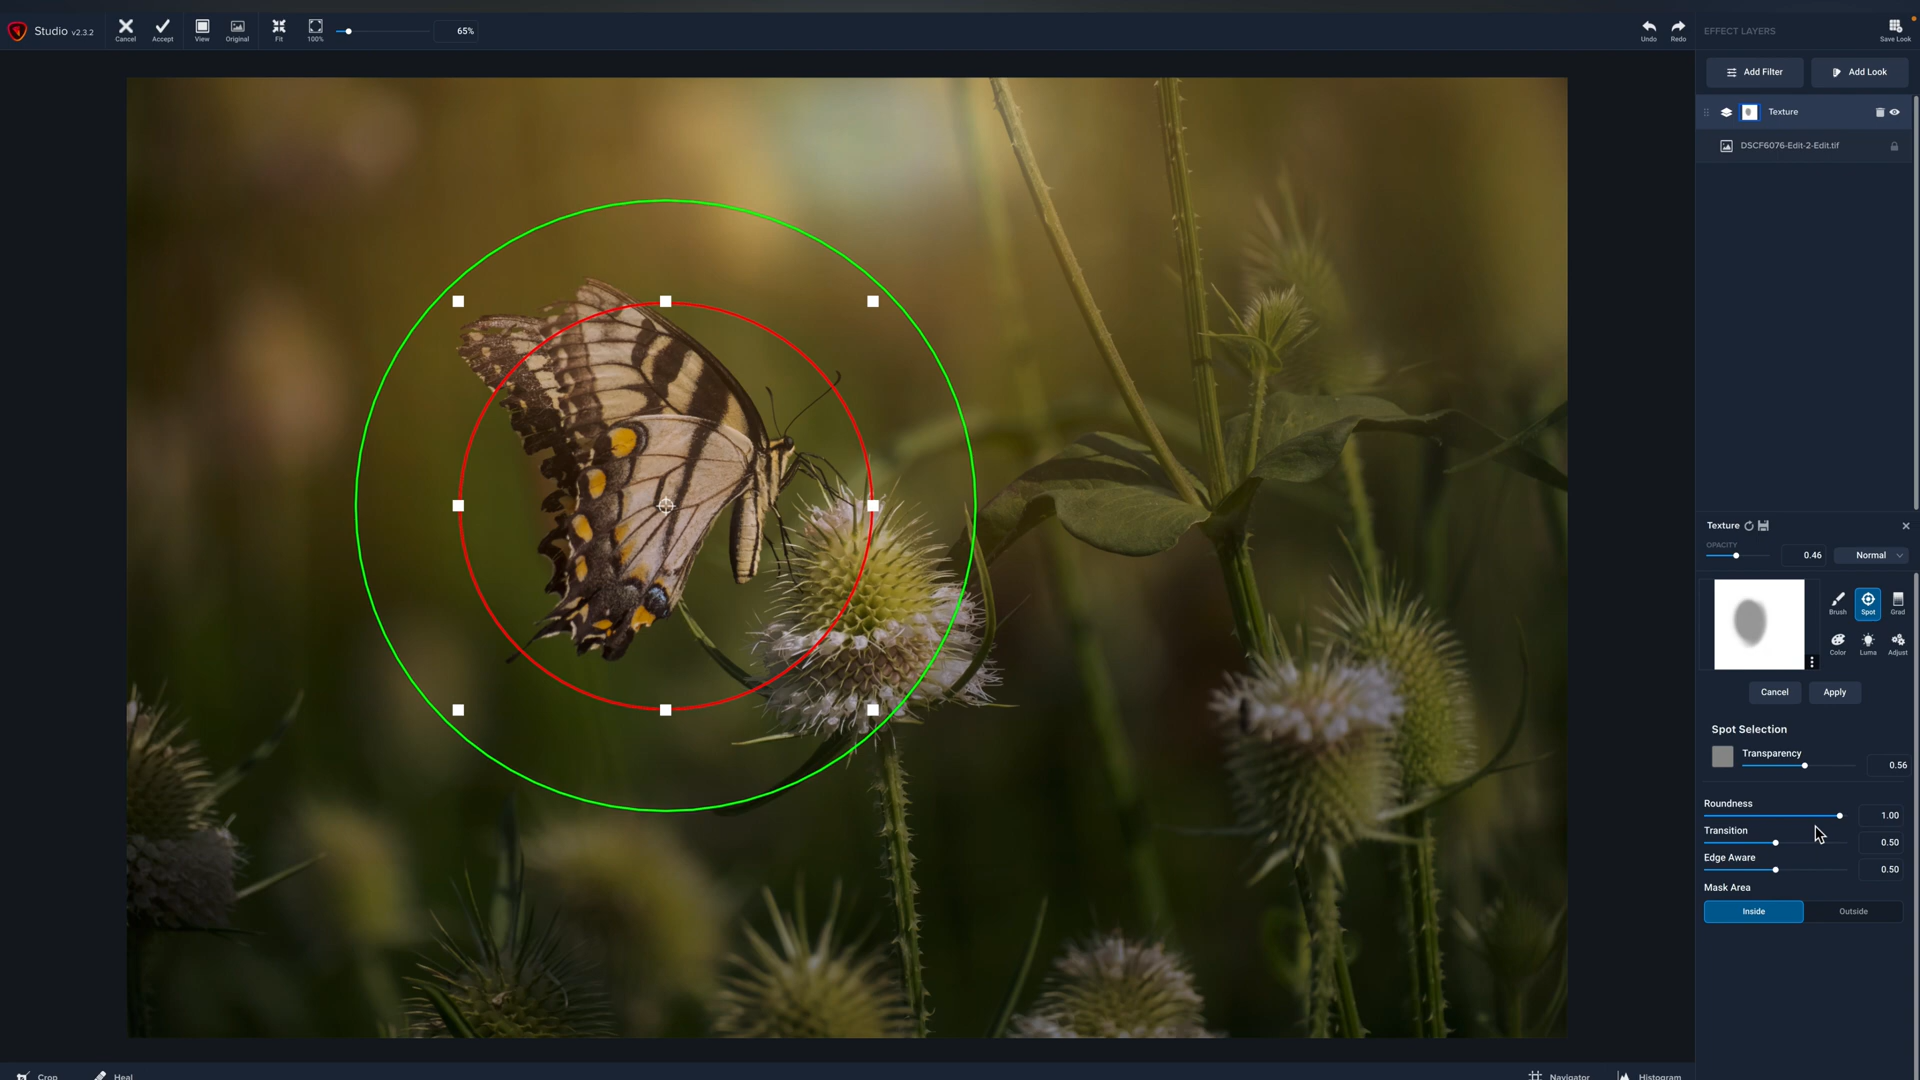 Studio v2.3.2
Cancel
Accept
View
Original
Fit
100%
65%
Undo
Redo
EFFECT LAYERS
Save Look
Add Filter
Add Look
Texture
DSCF6076-Edit-2-Edit.tif
Texture
OPACITY
0.46
Normal
Brush
Spot
Grad
Color
Luma
Adjust
Cancel
Apply
Spot Selection
Transparency
0.56
Roundness
1.00
Transition
0.50
Edge Aware
0.50
Mask Area
Inside
Outside
Crop
Heal
Navigator
Histogram